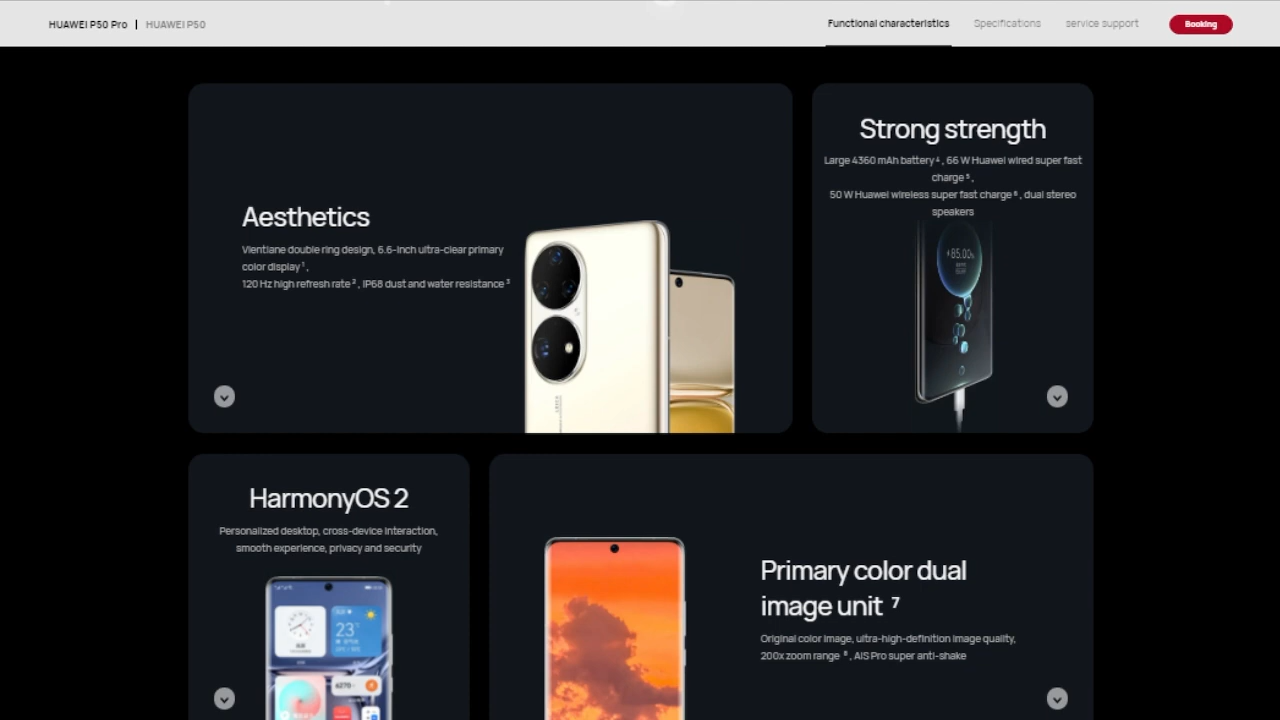 HUAWEI P50 Pro | HUAWEI P50
Functional characteristics
Specifications
service support
Booking
Aesthetics
Vientiane double ring design, 6.6-inch ultra-clear primary
color display ¹ ,
120 Hz high refresh rate ² , IP68 dust and water resistance ³
Strong strength
Large 4360 mAh battery ⁴ , 66 W Huawei wired super fast
charge ⁵ ,
50 W Huawei wireless super fast charge ⁶ , dual stereo
speakers
85.00%
HarmonyOS 2
Personalized desktop, cross-device interaction,
smooth experience, privacy and security
23°
Primary color dual
image unit ⁷
Original color image, ultra-high-definition image quality,
200x zoom range ⁸ , AIS Pro super anti-shake